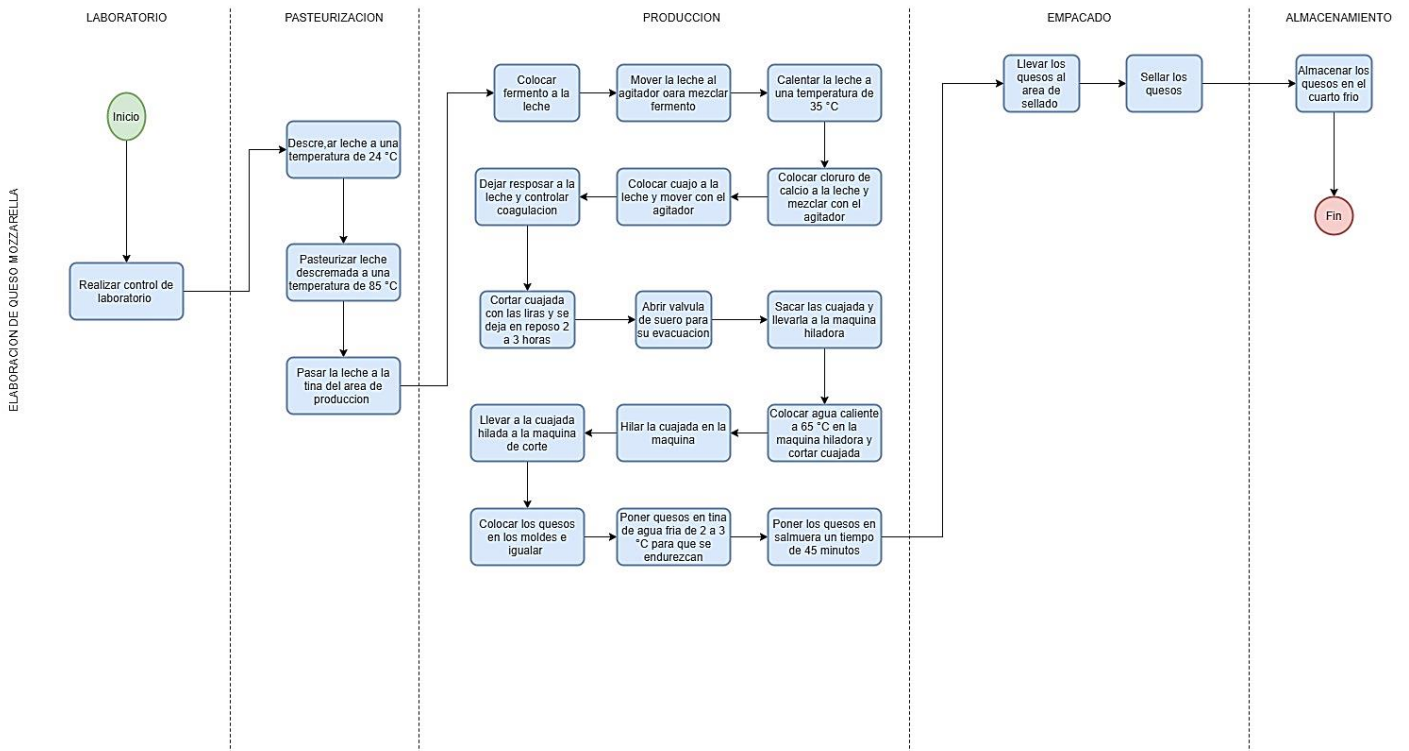 LABORATORIO
PASTEURIZACION
PRODUCCION
EMPACADO
ALMACENAMIENTO
ELABORACION DE QUESO MOZZARELLA
Inicio
Realizar control de
laboratorio
Descre,ar leche a una
temperatura de 24 °C
Pasteurizar leche
descremada a una
temperatura de 85 °C
Pasar la leche a la
tina del area de
produccion
Colocar
fermento a la
leche
Mover la leche al
agitador oara mezclar
fermento
Calentar la leche a
una temperatura de
35 °C
Colocar cloruro de
calcio a la leche y
mezclar con el
agitador
Colocar cuajo a la
leche y mover con el
agitador
Dejar resposar a la
leche y controlar
coagulacion
Cortar cuajada
con las liras y se
deja en reposo 2
a 3 horas
Abrir valvula
de suero para
su evacuacion
Sacar las cuajada y
llevarla a la maquina
hiladora
Colocar agua caliente
a 65 °C en la
maquina hiladora y
cortar cuajada
Hilar la cuajada en la
maquina
Llevar a la cuajada
hilada a la maquina
de corte
Colocar los quesos
en los moldes e
igualar
Poner quesos en tina
de agua fria de 2 a 3
°C para que se
endurezcan
Poner los quesos en
salmuera un tiempo
de 45 minutos
Llevar los
quesos al
area de
sellado
Sellar los
quesos
Almacenar los
quesos en el
cuarto frio
Fin